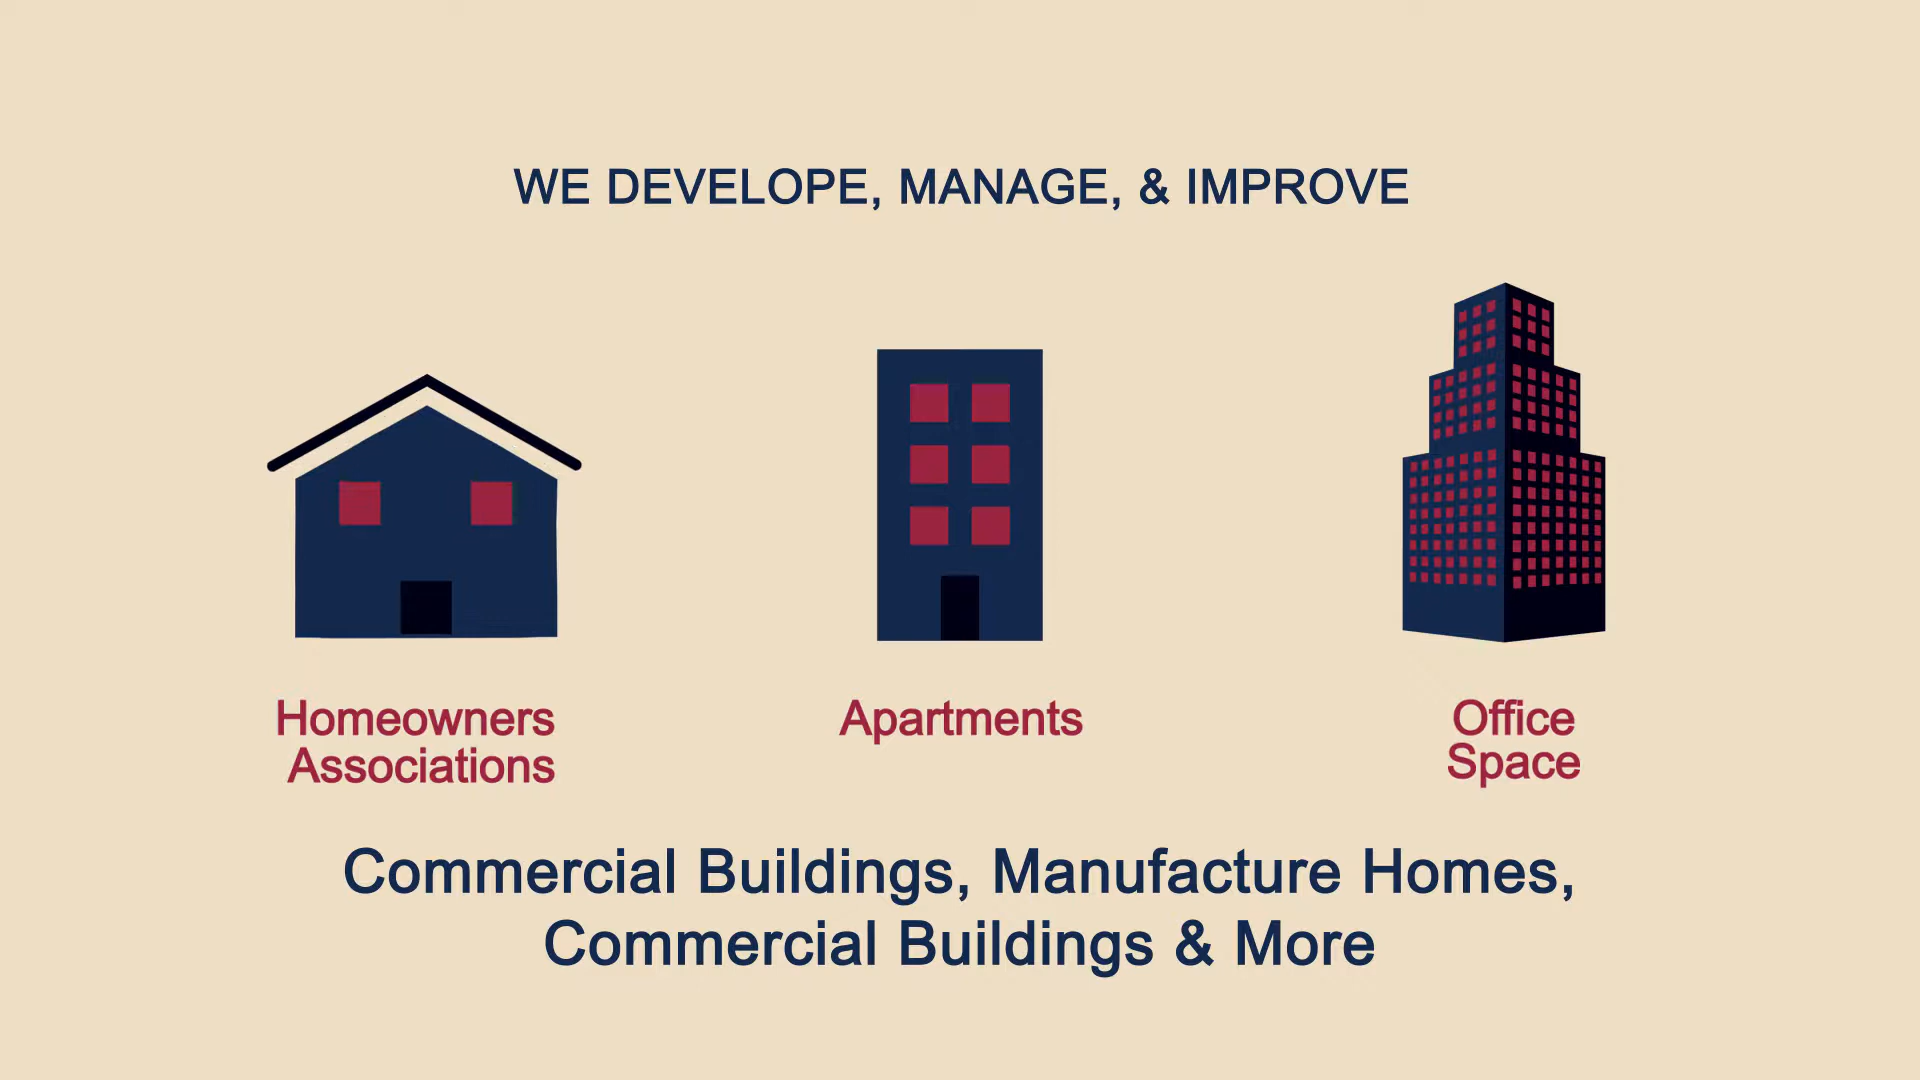 WE DEVELOPE, MANAGE, & IMPROVE
Homeowners
Associations
Apartments
Office
Space
Commercial Buildings, Manufacture Homes,
Commercial Buildings & More